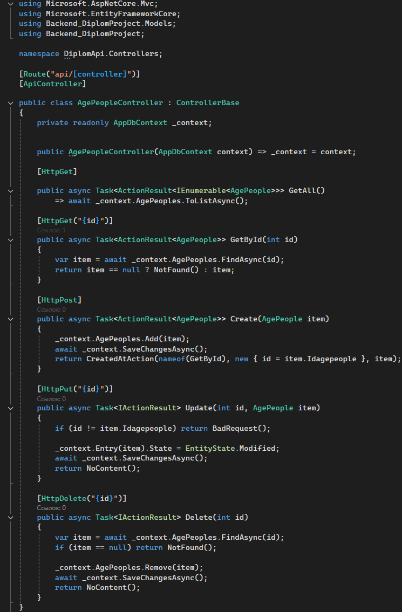 using Microsoft.AspNetCore.Mvc;
using Microsoft.EntityFrameworkCore;
using Backend_DiplomProject.Models;
using Backend_DiplomProject;
namespace DiplomApi.Controllers;
[Route("api/[controller]")]
[ApiController]
public class AgePeopleController : ControllerBase
{
private readonly AppDbContext _context;
public AgePeopleController(AppDbContext context) => _context = context;
[HttpGet]
public async Task<ActionResult<IEnumerable<AgePeople>>> GetAll()
=> await _context.AgePeoples.ToListAsync();
[HttpGet("{id}")]
Ссылок: 1
public async Task<ActionResult<AgePeople>> GetById(int id)
{
var item = await _context.AgePeoples.FindAsync(id);
return item == null ? NotFound() : item;
}
[HttpPost]
Ссылок: 0
public async Task<ActionResult<AgePeople>> Create(AgePeople item)
{
_context.AgePeoples.Add(item);
await _context.SaveChangesAsync();
return CreatedAtAction(nameof(GetById), new { id = item.Idagepeople }, item);
}
[HttpPut("{id}")]
Ссылок: 0
public async Task<IActionResult> Update(int id, AgePeople item)
{
if (id != item.Idagepeople) return BadRequest();
_context.Entry(item).State = EntityState.Modified;
await _context.SaveChangesAsync();
return NoContent();
}
[HttpDelete("{id}")]
Ссылок: 0
public async Task<IActionResult> Delete(int id)
{
var item = await _context.AgePeoples.FindAsync(id);
if (item == null) return NotFound();
_context.AgePeoples.Remove(item);
await _context.SaveChangesAsync();
return NoContent();
}
}